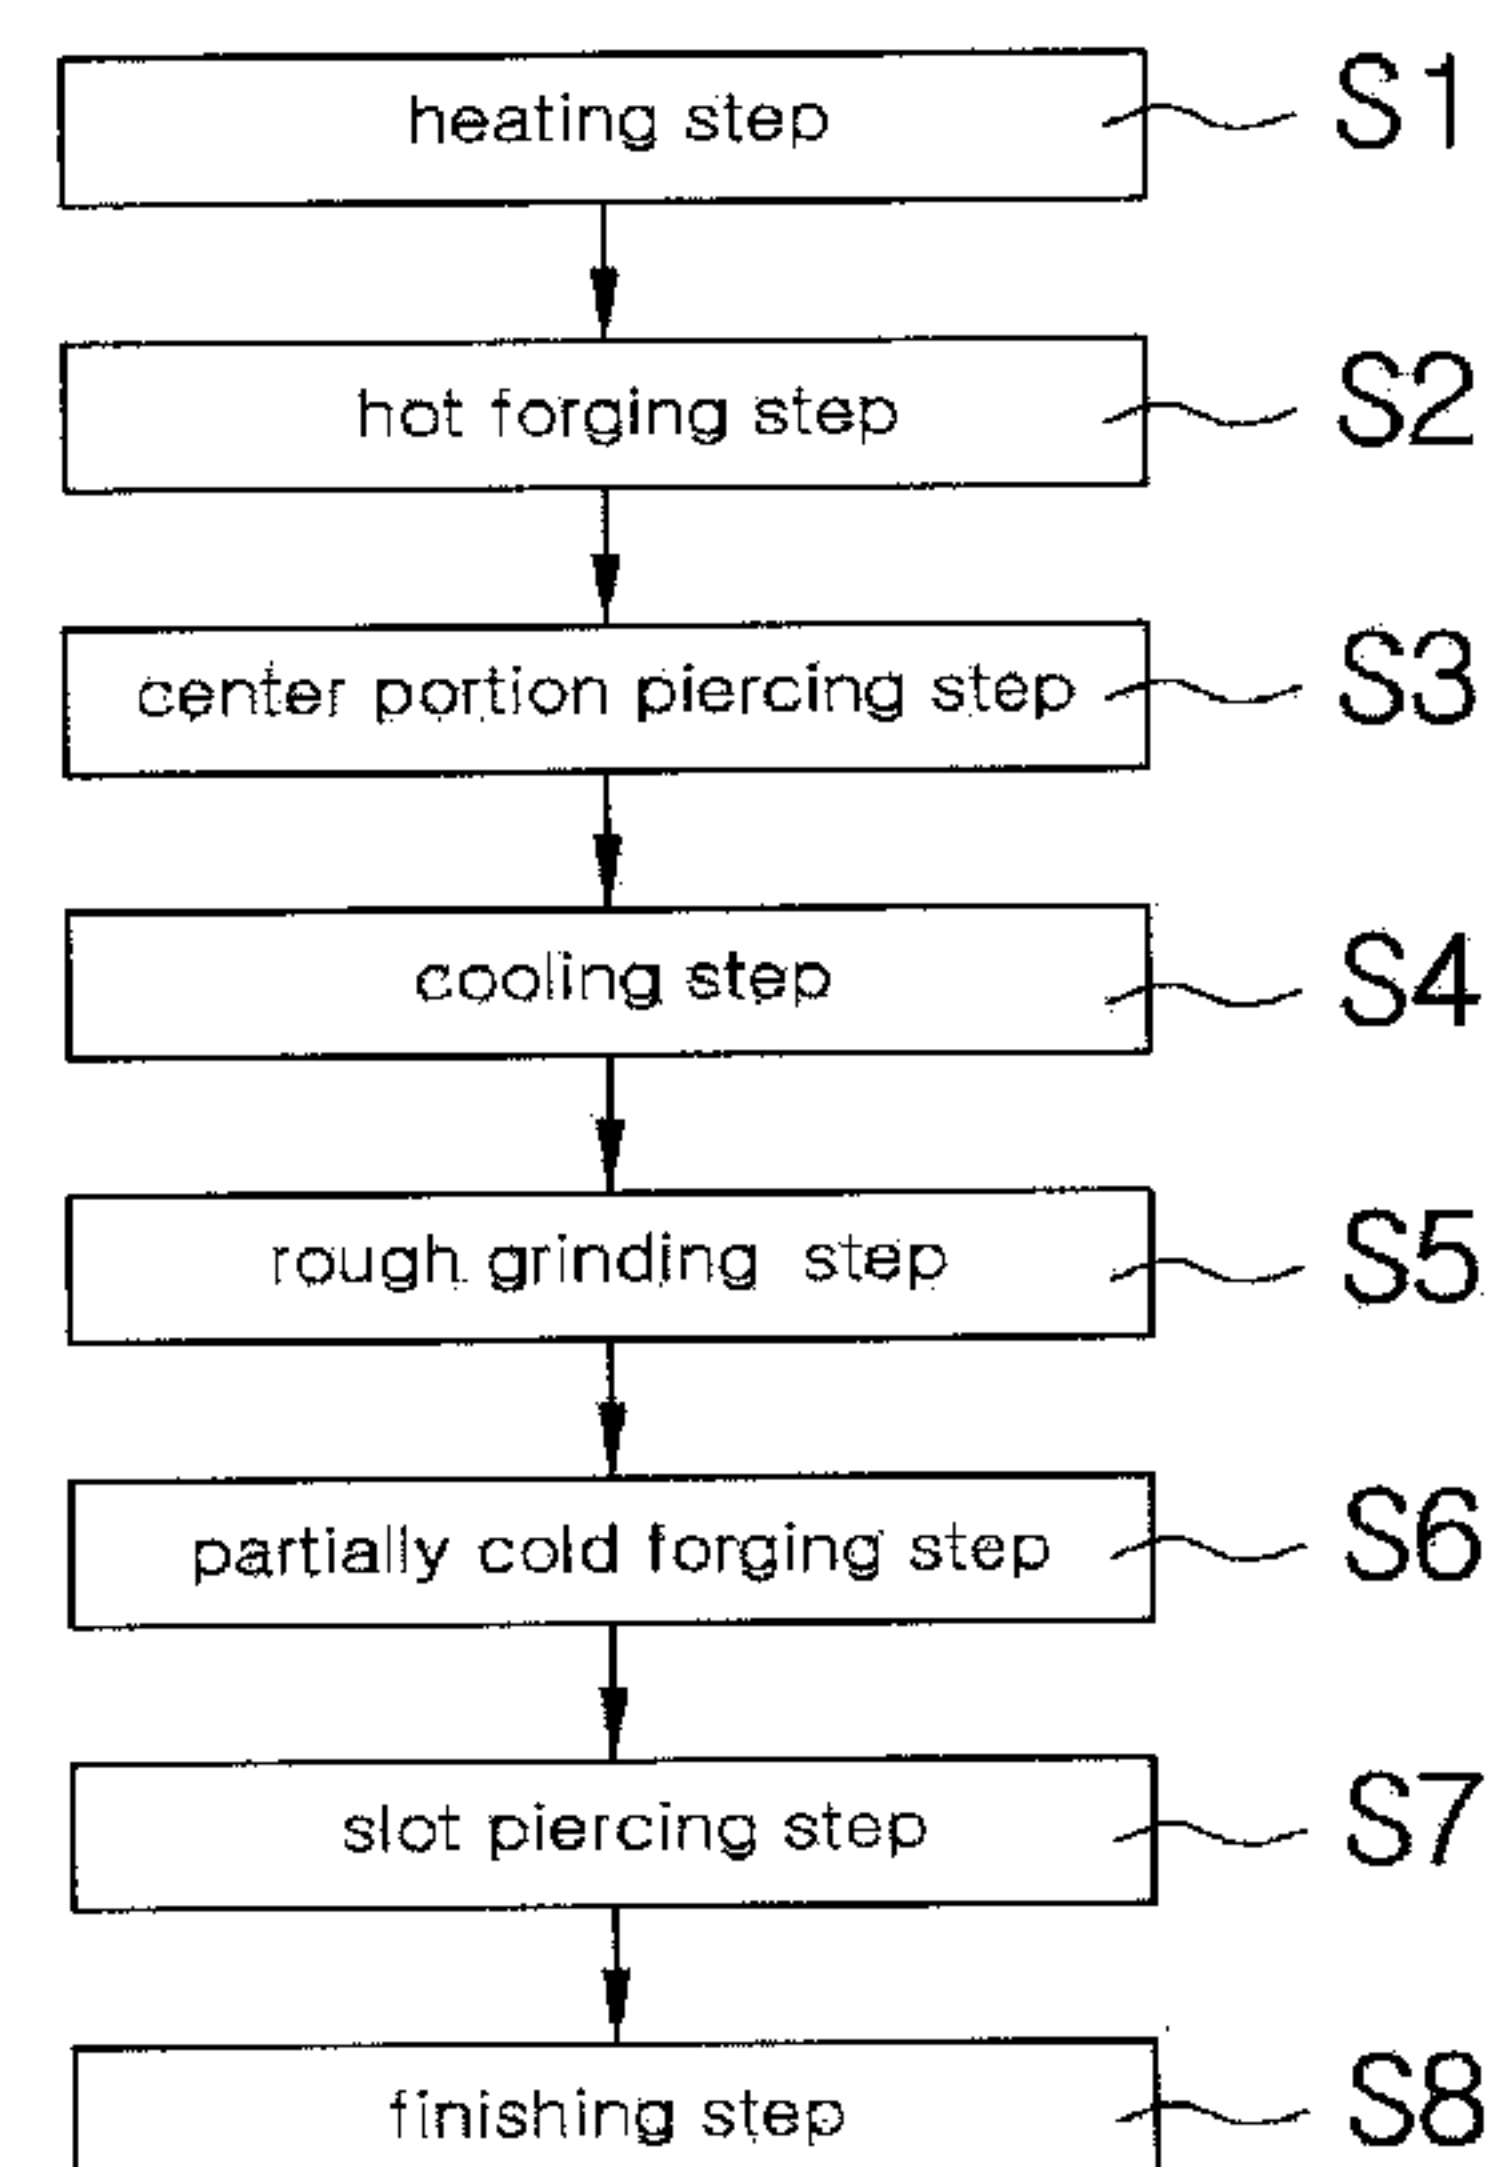 heating step S1
hot forging step S2
center portion piercing step S3
cooling step S4
rough grinding step S5
partially cold forging step S6
slot piercing step S7
finishing step S8